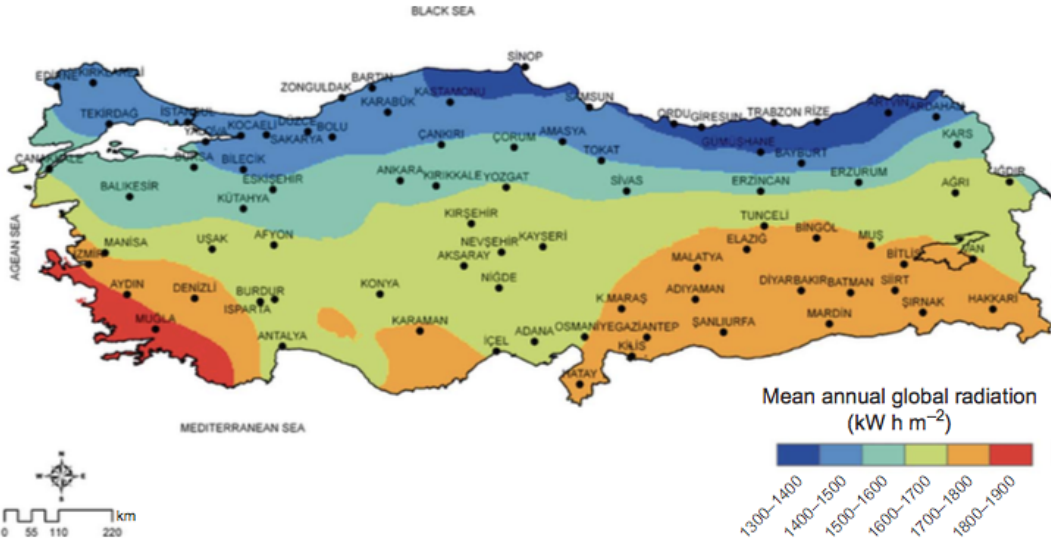 BLACK SEA
SİNOP
BARTIN
ZONGULDAK
KASTAMONU
KARABÜK
SAMSUN
EDİRNE KIRKLARELİ
TEKİRDAĞ
İSTANBUL
YALOVA
KOCAELİ
DÜZCE
SAKARYA
BOLU
ORDU
GİRESUN
TRABZON
RİZE
ARTVİN
ARDAHAN
ÇANKIRI
ÇORUM
AMASYA
TOKAT
GÜMÜŞHANE
BAYBURT
KARS
ÇANAKKALE
BURSA
BİLECİK
ESKİŞEHİR
ANKARA
KIRIKKALE
YOZGAT
SİVAS
ERZİNCAN
ERZURUM
AĞRI
IĞDIR
BALIKESİR
KÜTAHYA
AEGEAN SEA
MANİSA
İZMİR
UŞAK
AFYON
KIRŞEHİR
NEVŞEHİR
AKSARAY
KAYSERİ
TUNCELİ
BİNGÖL
ELAZIĞ
MUŞ
MALATYA
BİTLİS
VAN
AYDIN
DENİZLİ
BURDUR
ISPARTA
KONYA
NİĞDE
K.MARAŞ
ADIYAMAN
DİYARBAKIR
BATMAN
SİİRT
ŞIRNAK
HAKKARİ
MUĞLA
ANTALYA
KARAMAN
İÇEL
ADANA
OSMANİYE
GAZİANTEP
ŞANLIURFA
MARDİN
KİLİS
HATAY
MEDITERRANEAN SEA
Mean annual global radiation
(kW h m–2)
1300–1400
1400–1500
1500–1600
1600–1700
1700–1800
1800–1900
N
W E
S
km
0 55 110 220